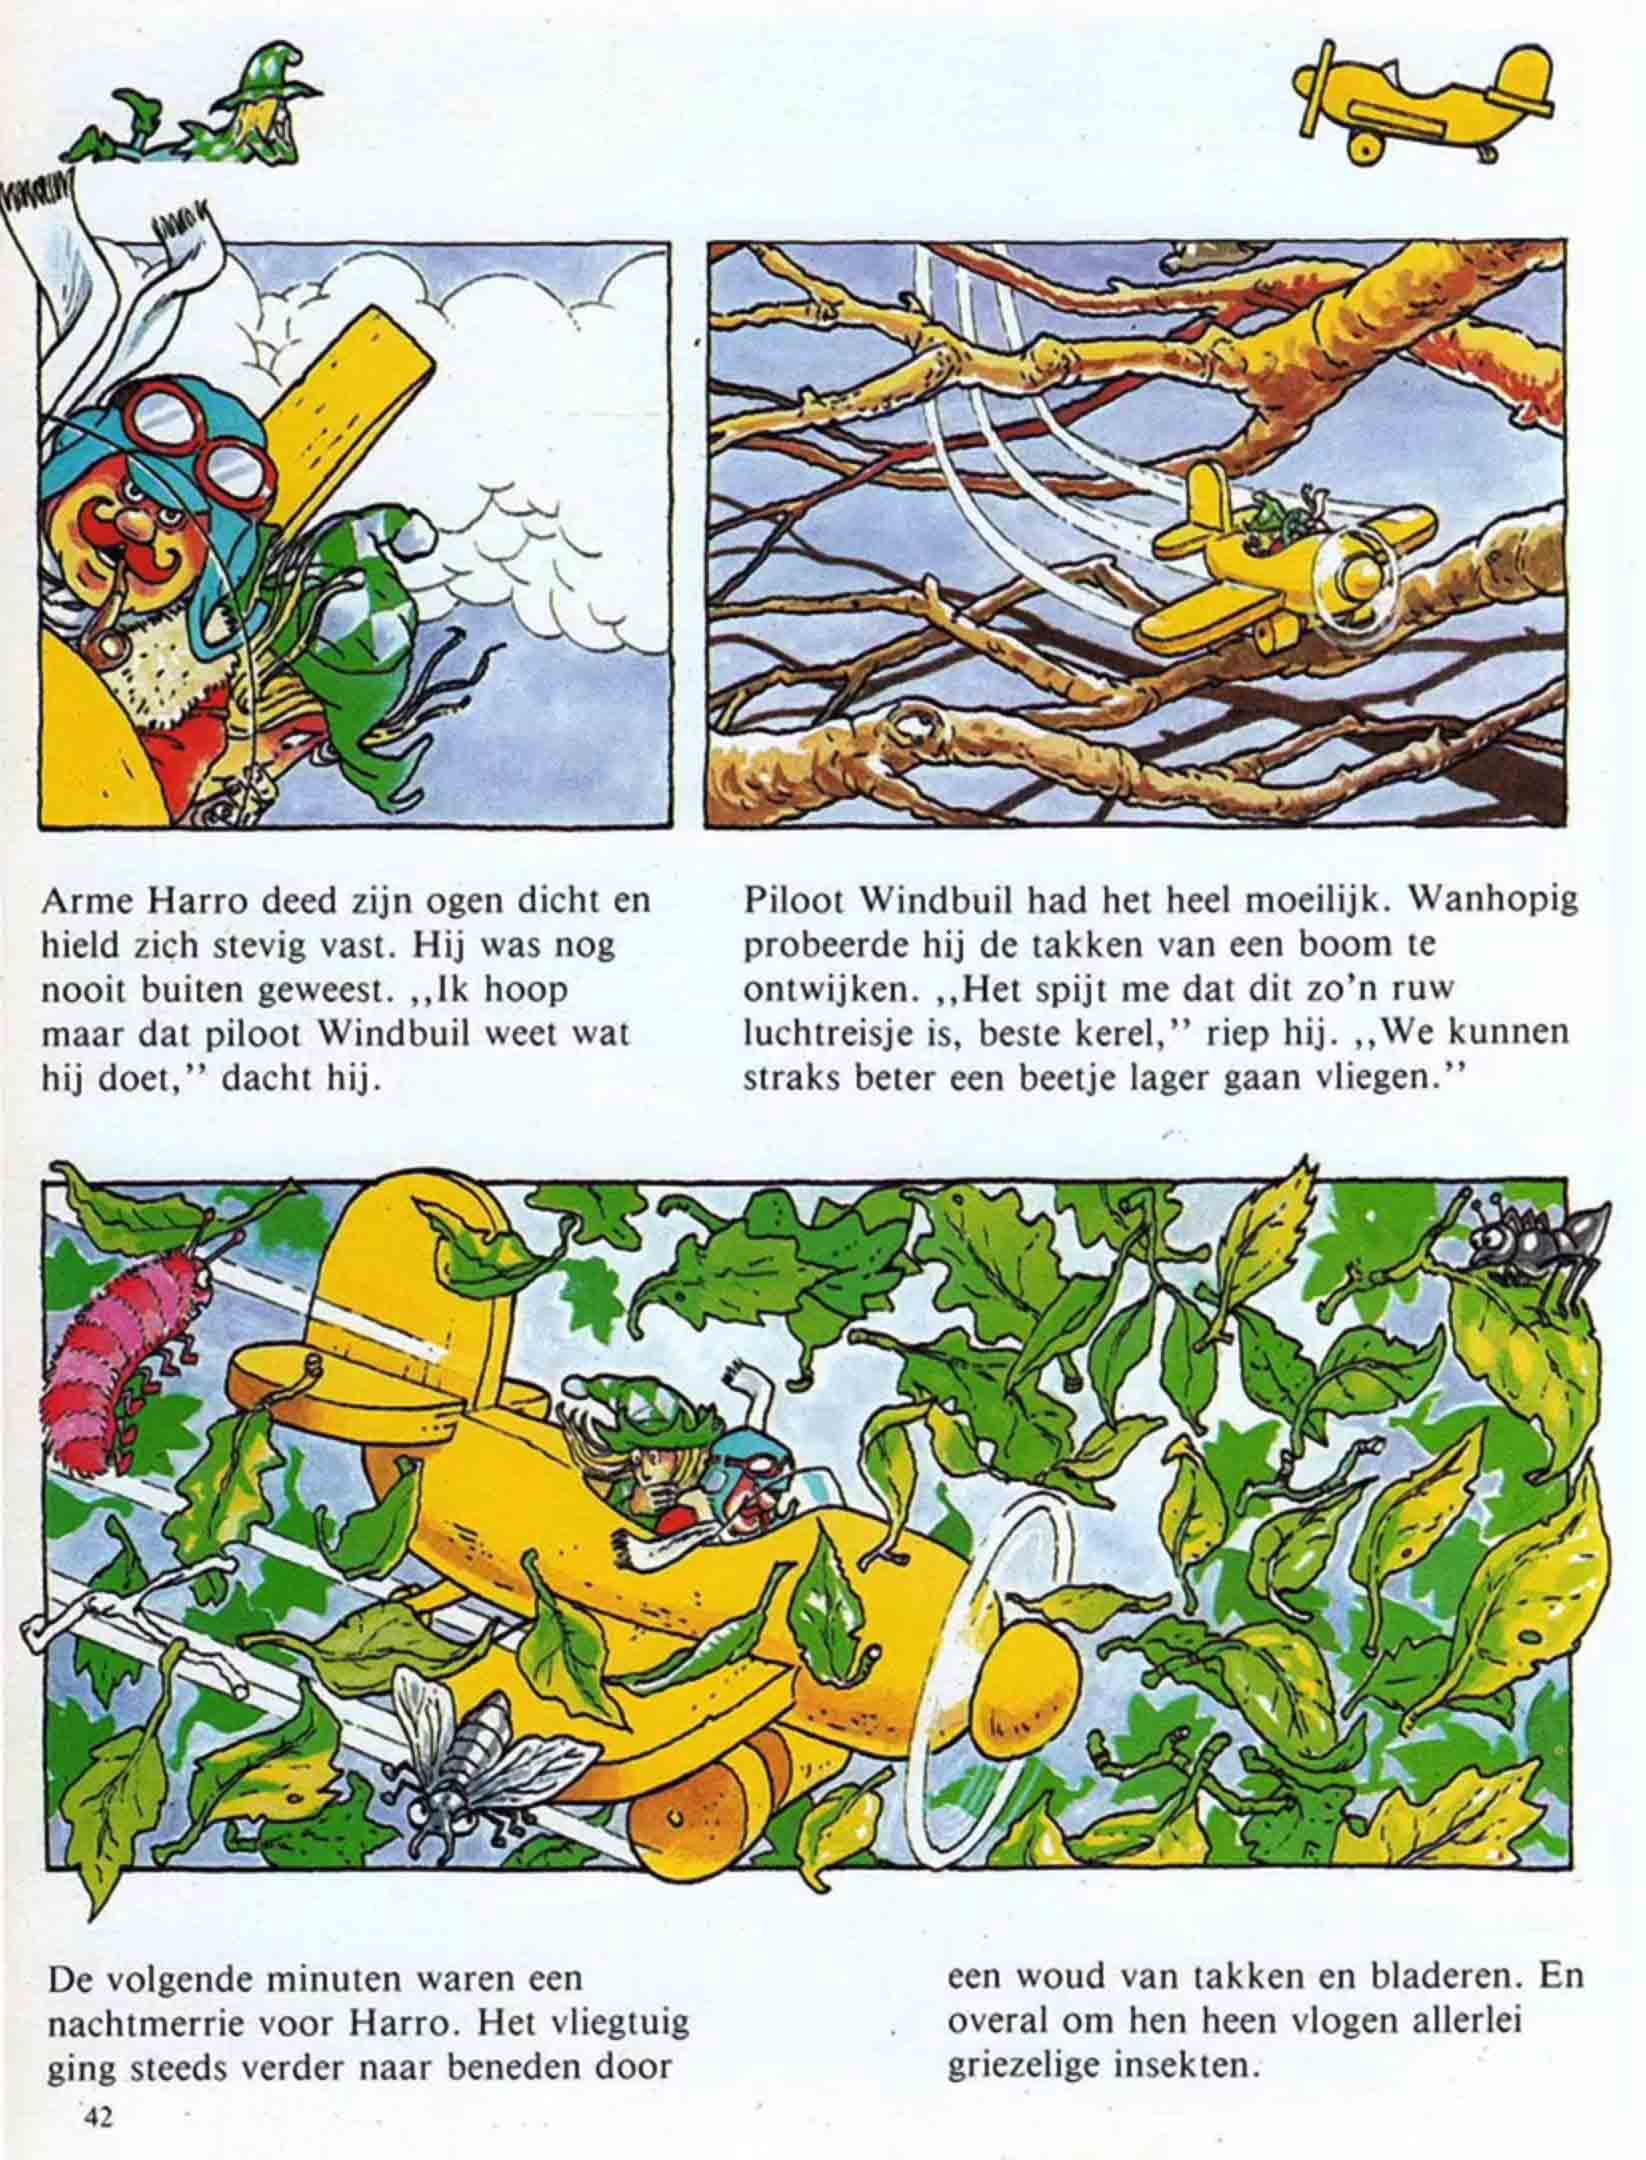 Arme Harro deed zijn ogen dicht en
hield zich stevig vast. Hij was nog
nooit buiten geweest. ,,Ik hoop
maar dat piloot Windbuil weet wat
hij doet,’’ dacht hij.
Piloot Windbuil had het heel moeilijk. Wanhopig
probeerde hij de takken van een boom te
ontwijken. ,,Het spijt me dat dit zo’n ruw
luchtreisje is, beste kerel,’’ riep hij. ,,We kunnen
straks beter een beetje lager gaan vliegen.’’
De volgende minuten waren een
nachtmerrie voor Harro. Het vliegtuig
ging steeds verder naar beneden door
een woud van takken en bladeren. En
overal om hen heen vlogen allerlei
griezelige insekten.
42